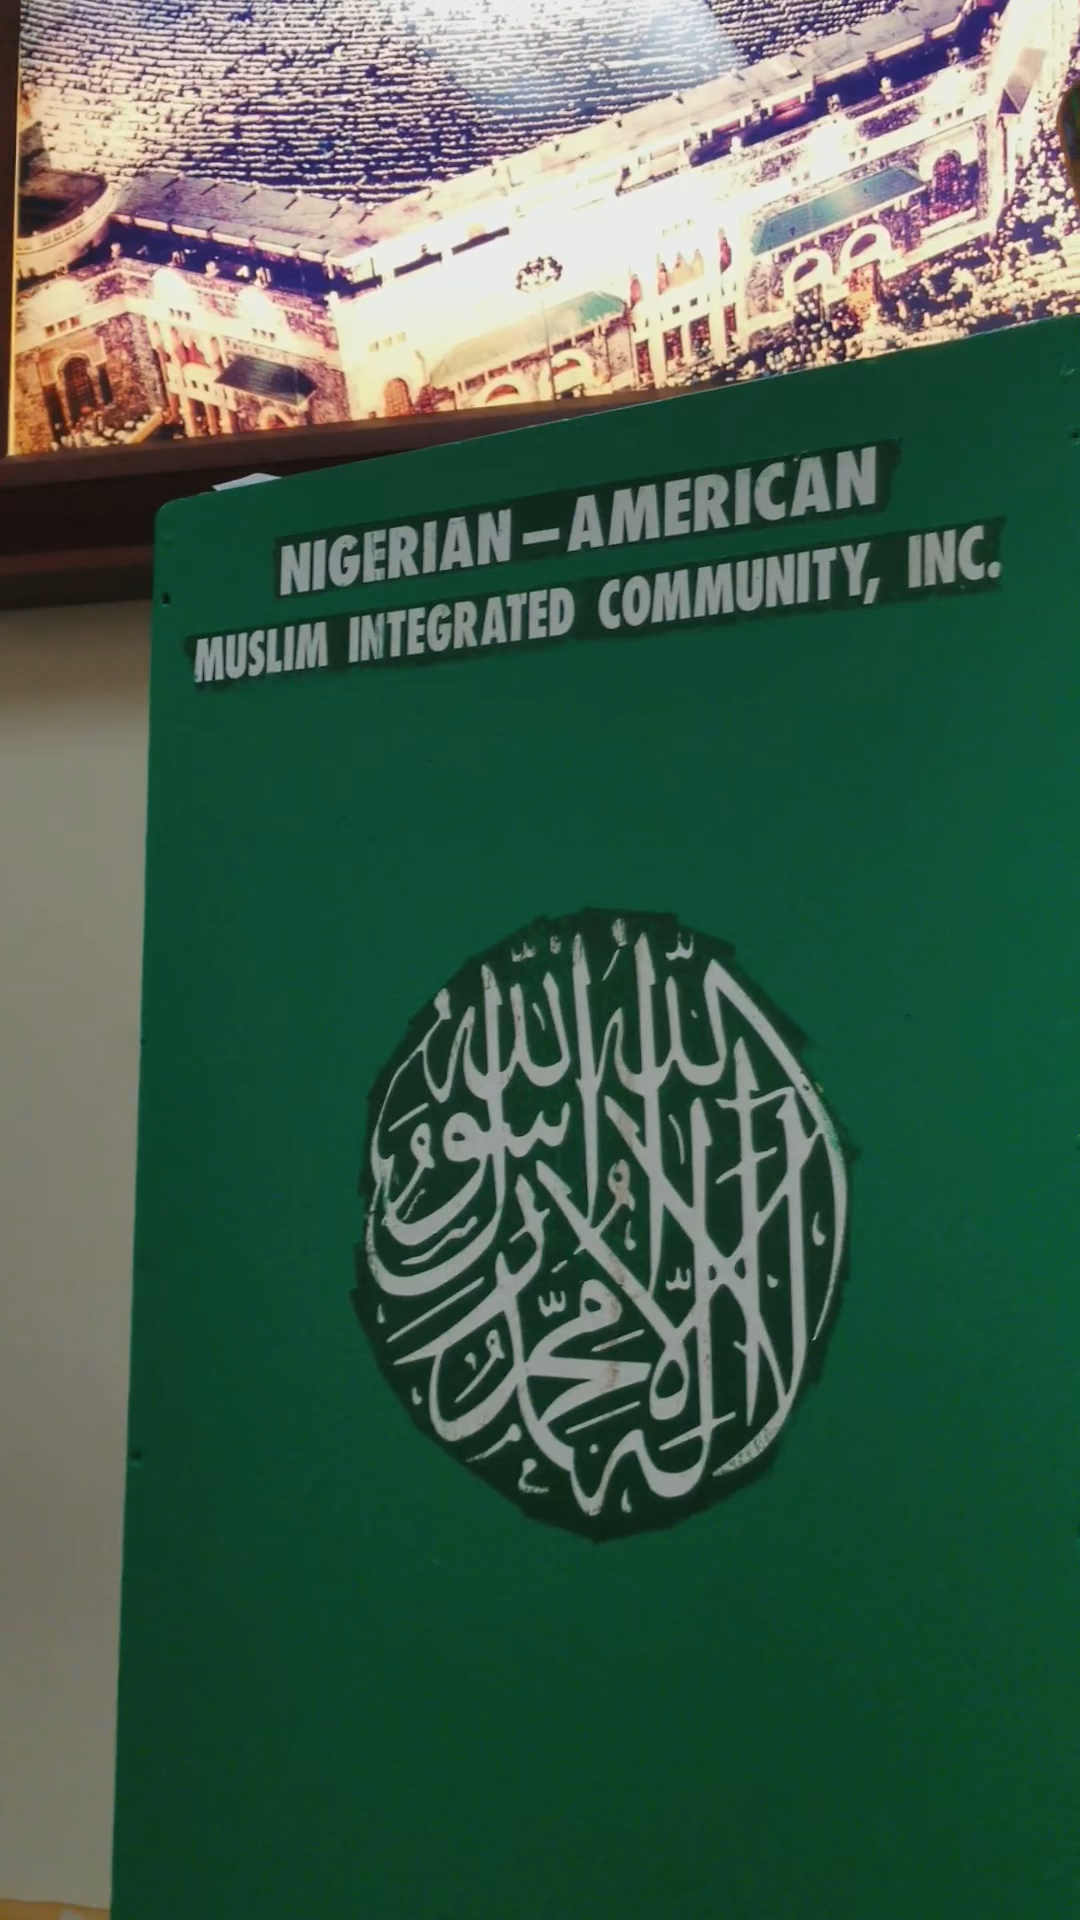 NIGERIAN-AMERICAN
MUSLIM INTEGRATED COMMUNITY, INC.
لا إله إلا الله محمد رسول الله